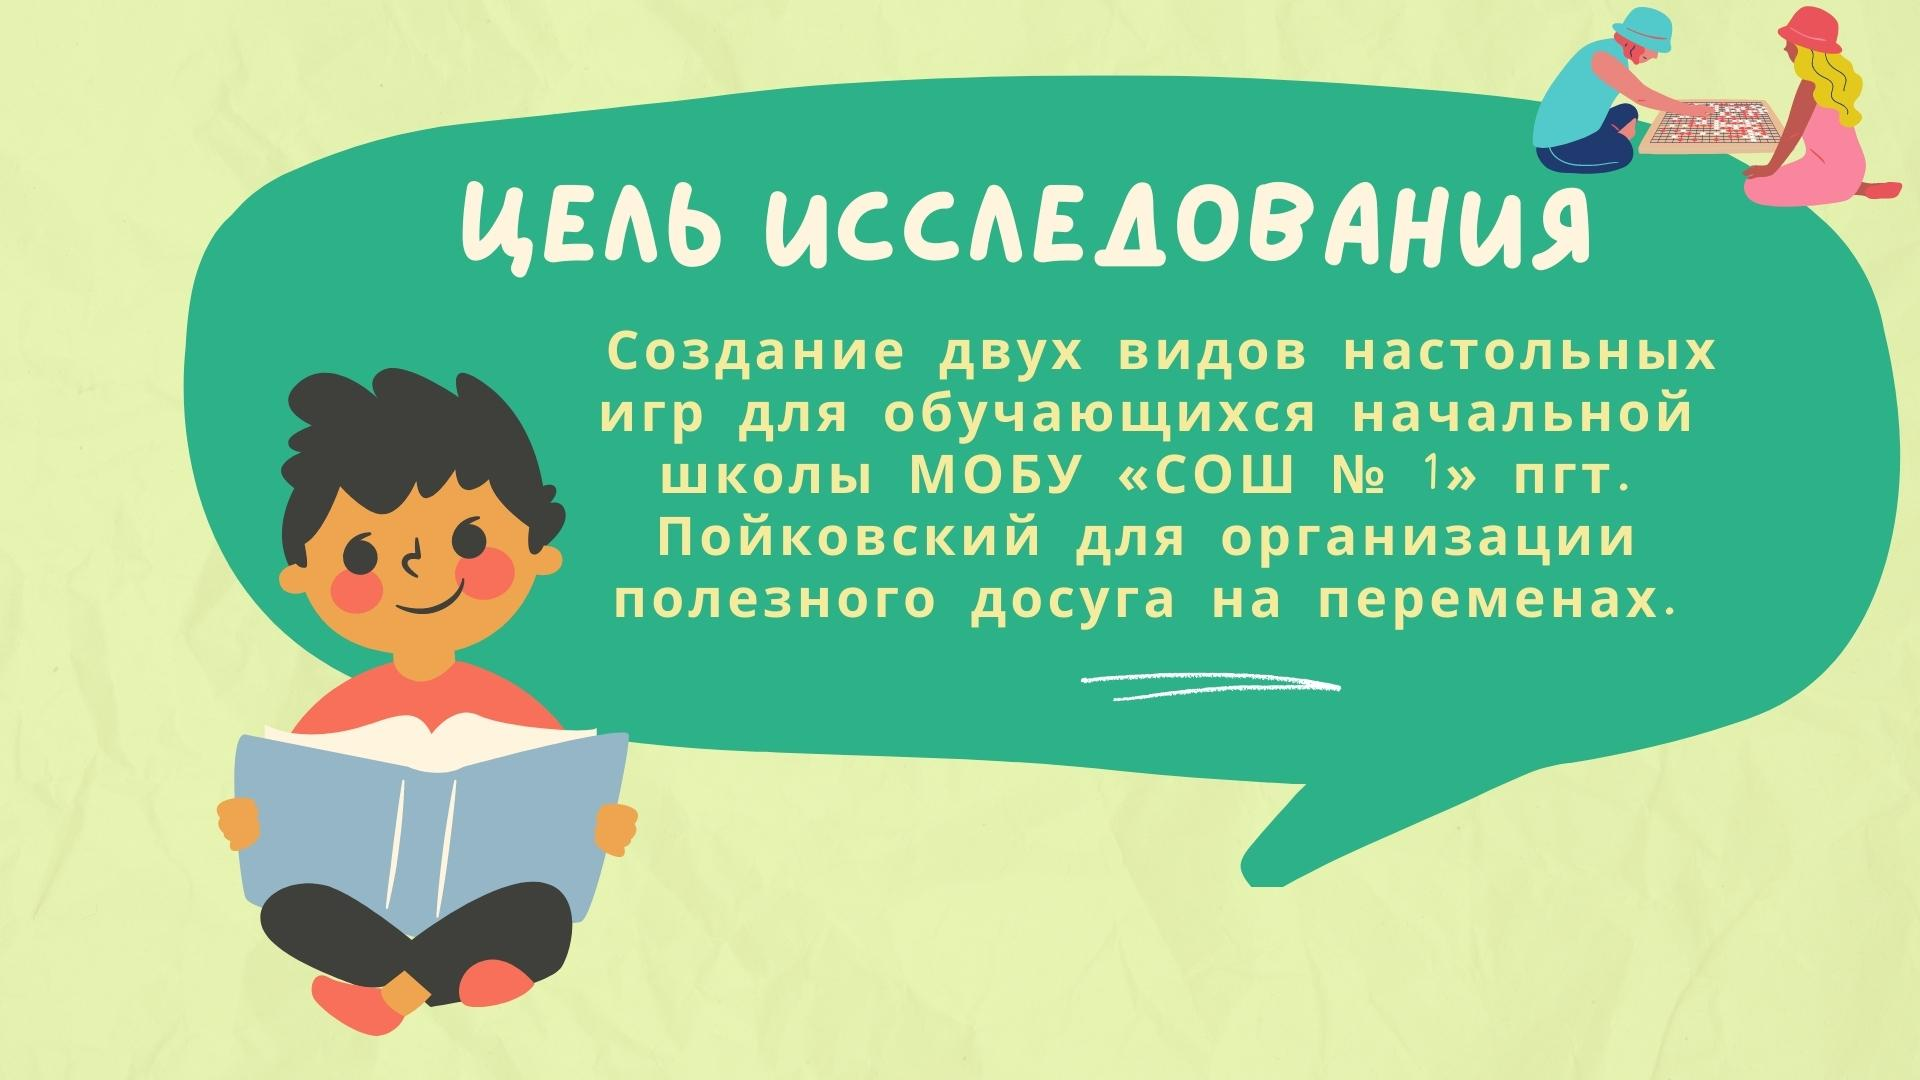 ЦЕЛЬ ИССЛЕДОВАНИЯ
Создание двух видов настольных
игр для обучающихся начальной
школы МОБУ «СОШ № 1» пгт.
Пойковский для организации
полезного досуга на переменах.